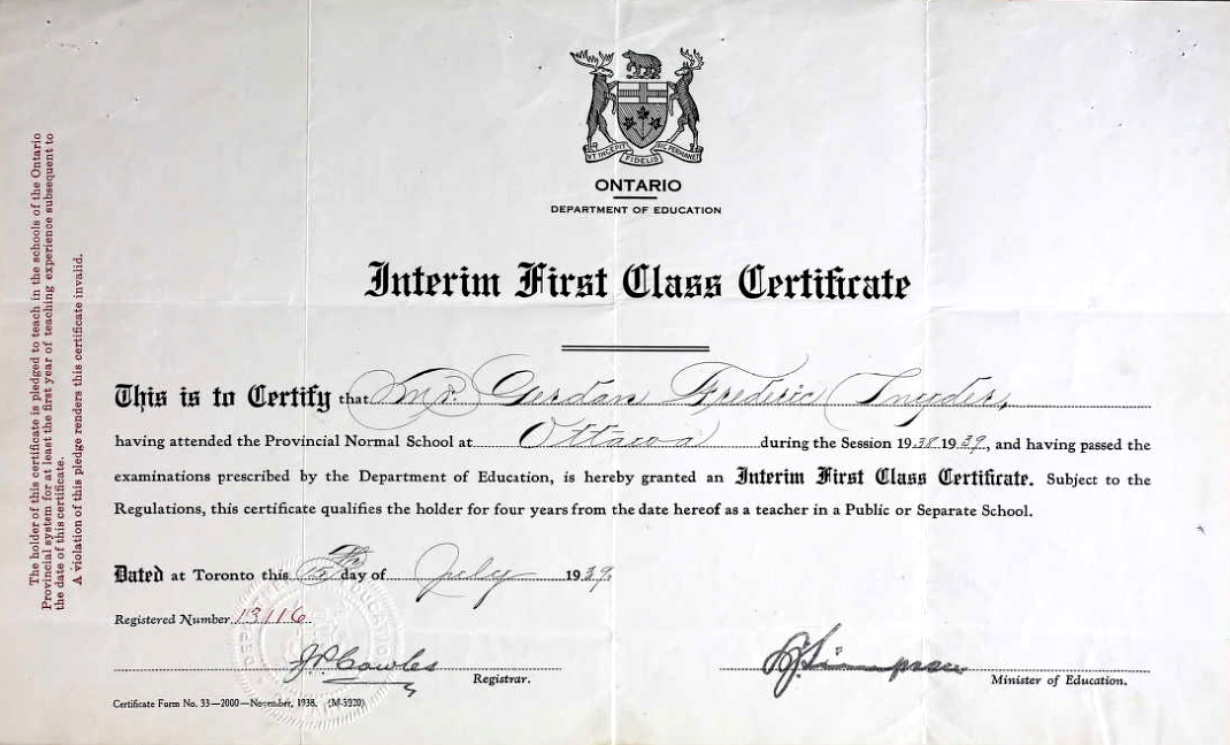 VT INCEPIT FIDELIS SIC PERMANET
ONTARIO
DEPARTMENT OF EDUCATION
Interim First Class Certificate
This is to Certify that Mr. Gordon Frederic Snyder,
having attended the Provincial Normal School at Ottawa during the Session 1938 1939, and having passed the
examinations prescribed by the Department of Education, is hereby granted an Interim First Class Certificate. Subject to the
Regulations, this certificate qualifies the holder for four years from the date hereof as a teacher in a Public or Separate School.
Dated at Toronto this 15th day of July 1939.
Registered Number 13116
Registrar.
Minister of Education.
Certificate Form No. 33—2000—November, 1938. (M-3920)
The holder of this certificate is pledged to teach in the schools of the Ontario
Provincial system for at least the first year of teaching experience subsequent to
the date of this certificate.
A violation of this pledge renders this certificate invalid.